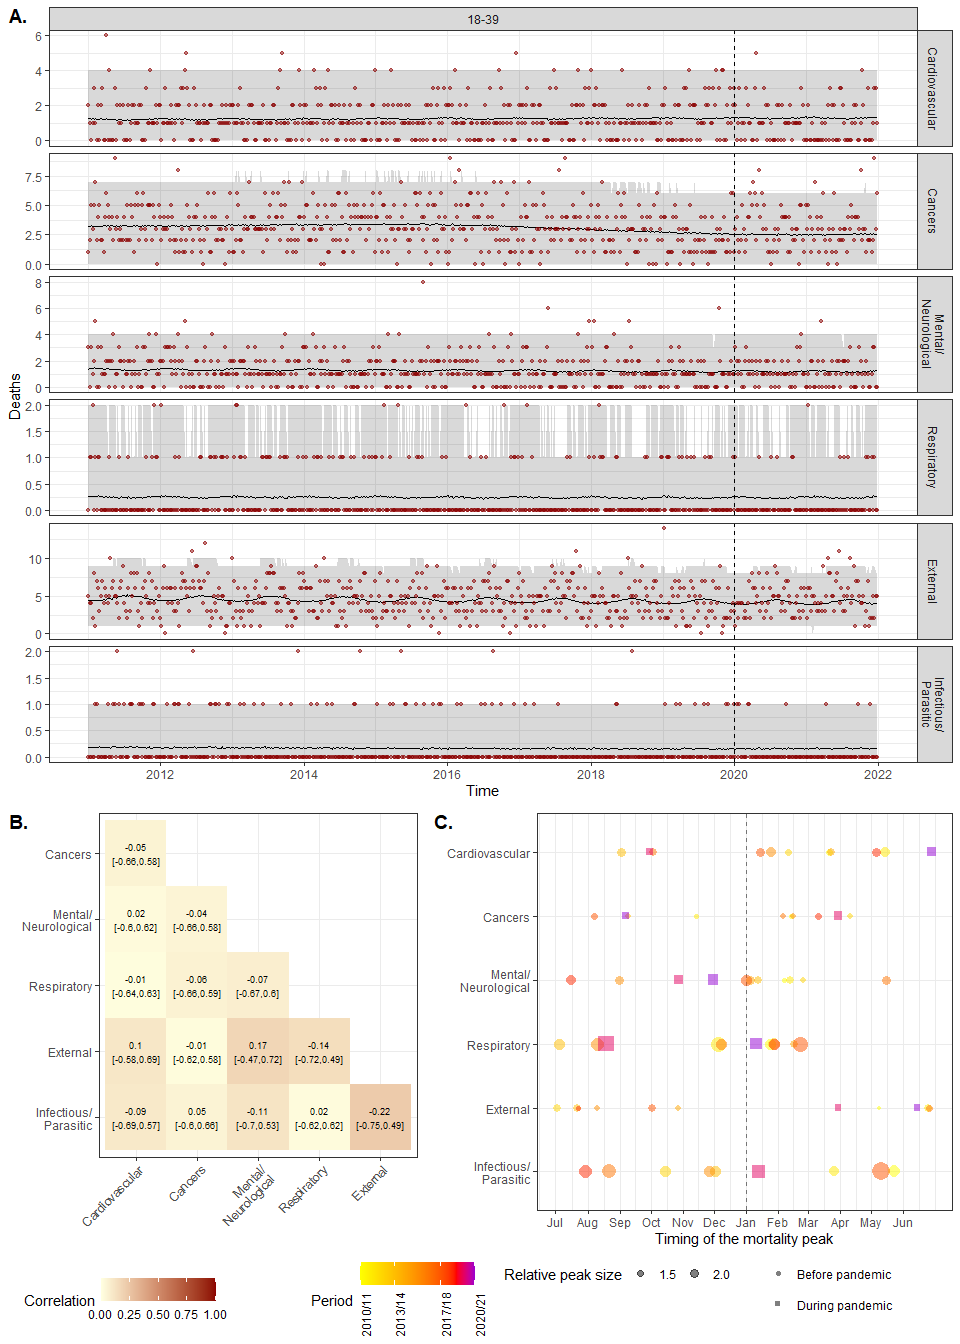 A.
18-39
6
4
2
0
Cardiovascular
7.5
5.0
2.5
0.0
Cancers
8
6
4
2
0
Mental/
Neurological
Deaths
2.0
1.5
1.0
0.5
0.0
Respiratory
10
5
0
External
2.0
1.5
1.0
0.5
0.0
Infectious/
Parasitic
2012 2014 2016 2018 2020 2022
Time
B.
Cancers
-0.05
[-0.66,0.58]
Mental/
Neurological
0.02 -0.04
[-0.6,0.62] [-0.66,0.58]
Respiratory
-0.01 -0.06 -0.07
[-0.64,0.63] [-0.66,0.59] [-0.67,0.6]
External
0.1 -0.01 0.17 -0.14
[-0.58,0.69] [-0.62,0.58] [-0.47,0.72] [-0.72,0.49]
Infectious/
Parasitic
-0.09 0.05 -0.11 0.02 -0.22
[-0.69,0.57] [-0.6,0.66] [-0.7,0.53] [-0.62,0.62] [-0.75,0.49]
Cardiovascular
Cancers
Mental/
Neurological
Respiratory
External
C.
Cardiovascular
Cancers
Mental/
Neurological
Respiratory
External
Infectious/
Parasitic
Jul Aug Sep Oct Nov Dec Jan Feb Mar Apr May Jun
Timing of the mortality peak
Correlation
0.00 0.25 0.50 0.75 1.00
Period
2010/11
2013/14
2017/18
2020/21
Relative peak size 1.5 2.0
Before pandemic
During pandemic